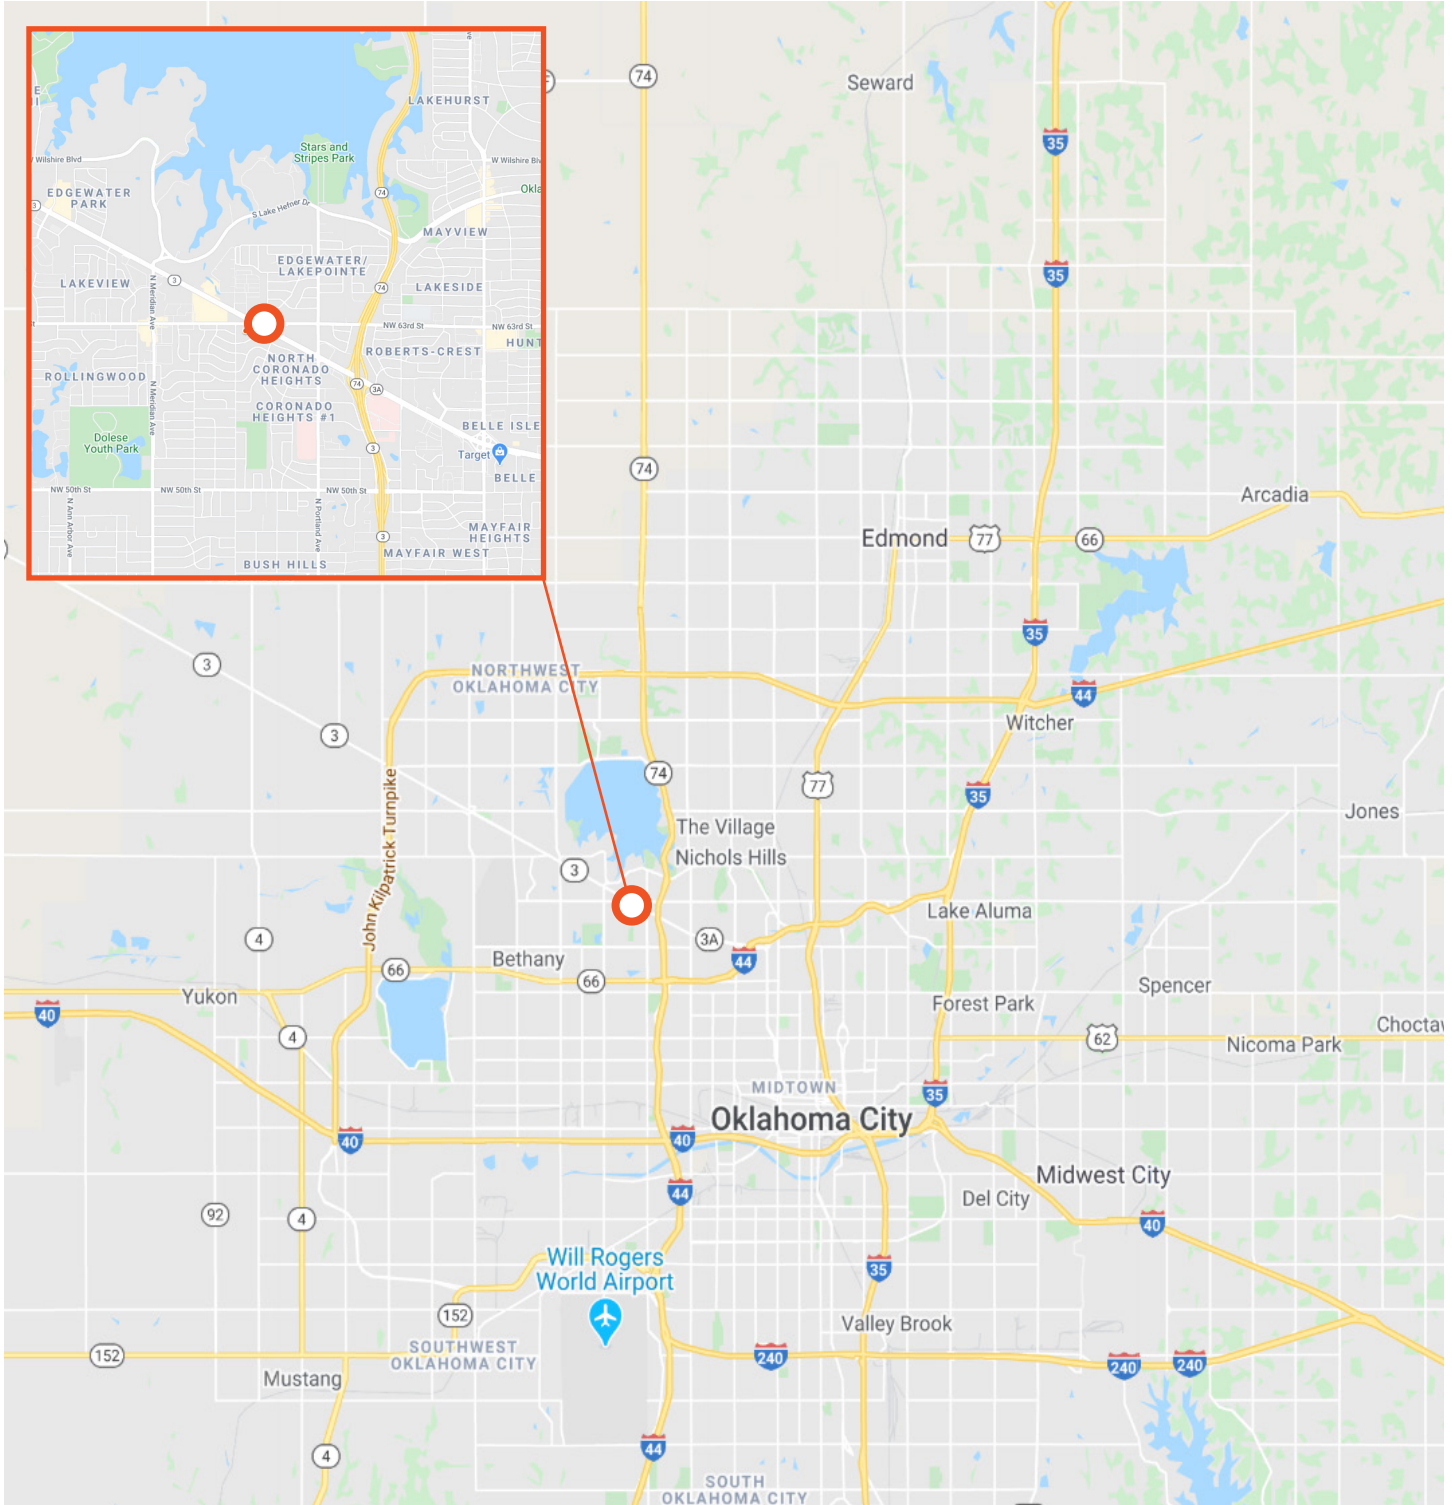 LAKEHURST
Stars and
Stripes Park
W Wilshire Blvd
W Wilshire Blv
EDGEWATER
PARK
Okla
3
74
S Lake Hefner Dr
MAYVIEW
EDGEWATER/
LAKEPOINTE
LAKEVIEW
3
N Meridian Ave
74
LAKESIDE
NW 63rd St
NW 63rd St
HUNT
ROBERTS-CREST
NORTH
CORONADO
HEIGHTS
ROLLINGWOOD
N Meridian Ave
74
3A
CORONADO
HEIGHTS #1
Dolese
Youth Park
BELLE ISLE
3
Target
BELLE
NW 50th St
NW 50th St
NW 50th St
N Ann Arbor Ave
N Portland Ave
MAYFAIR
HEIGHTS
3
MAYFAIR WEST
BUSH HILLS
74
Seward
35
35
74
Arcadia
Edmond
77
66
35
3
NORTHWEST
OKLAHOMA CITY
44
Witcher
3
74
77
35
John Kilpatrick Turnpike
Jones
The Village
Nichols Hills
3
Lake Aluma
4
3A
Bethany
44
66
66
Spencer
Yukon
Forest Park
40
4
62
Choctaw
Nicoma Park
MIDTOWN
35
Oklahoma City
40
40
Midwest City
44
Del City
92
4
40
Will Rogers
World Airport
35
152
Valley Brook
SOUTHWEST
OKLAHOMA CITY
152
240
240
240
Mustang
44
4
SOUTH
OKLAHOMA CITY